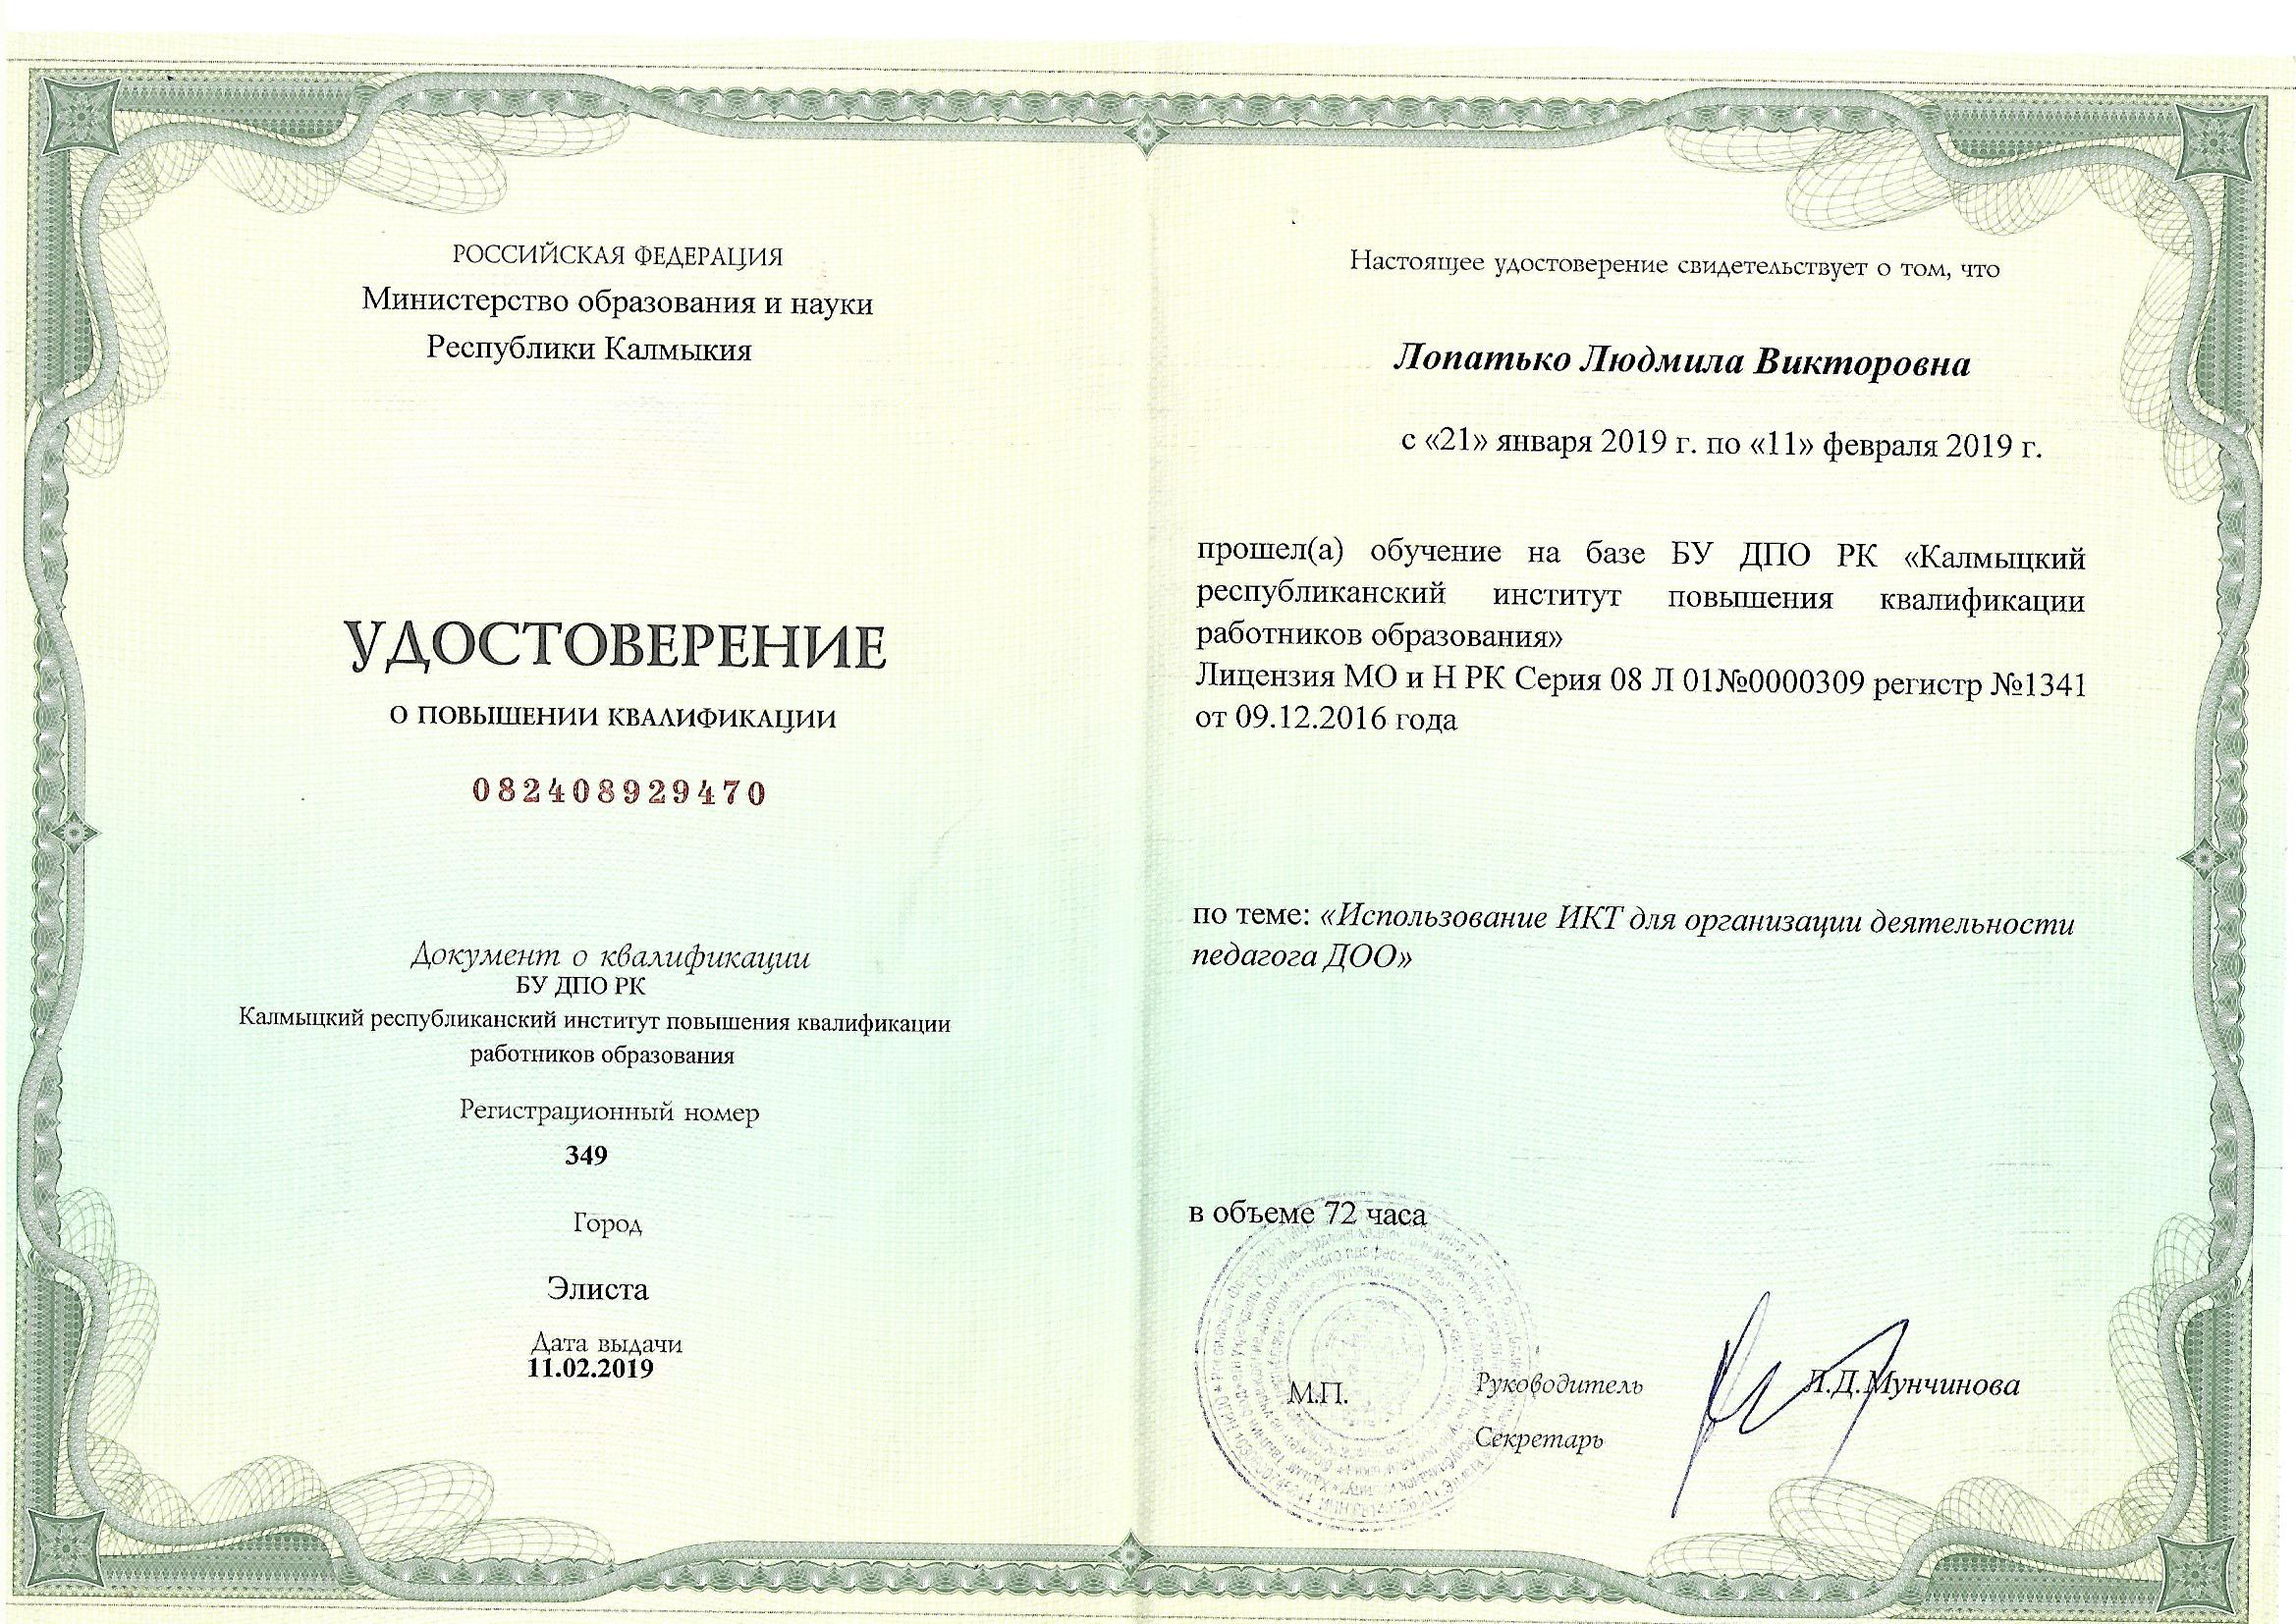 РОССИЙСКАЯ ФЕДЕРАЦИЯ
Министерство образования и науки
Республики Калмыкия
УДОСТОВЕРЕНИЕ
О ПОВЫШЕНИИ КВАЛИФИКАЦИИ
082408929470
Документ о квалификации
БУ ДПО РК
Калмыцкий республиканский институт повышения квалификации
работников образования
Регистрационный номер
349
Город
Элиста
Дата выдачи
11.02.2019
Настоящее удостоверение свидетельствует о том, что
Лопатько Людмила Викторовна
с «21» января 2019 г. по «11» февраля 2019 г.
прошел(а) обучение на базе БУ ДПО РК «Калмыцкий
республиканский институт повышения квалификации
работников образования»
Лицензия МО и Н РК Серия 08 Л 01№0000309 регистр №1341
от 09.12.2016 года
по теме: «Использование ИКТ для организации деятельности
педагога ДОО»
в объеме 72 часа
М.П.
Руководитель
Л.Д.Мунчинова
Секретарь